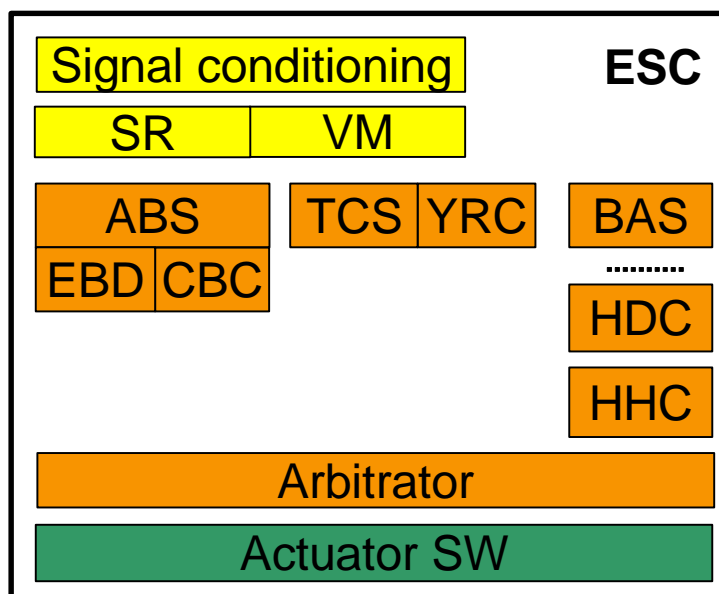 Signal conditioning ESC
SR VM
ABS TCS YRC BAS
EBD CBC ..........
HDC
HHC
Arbitrator
Actuator SW